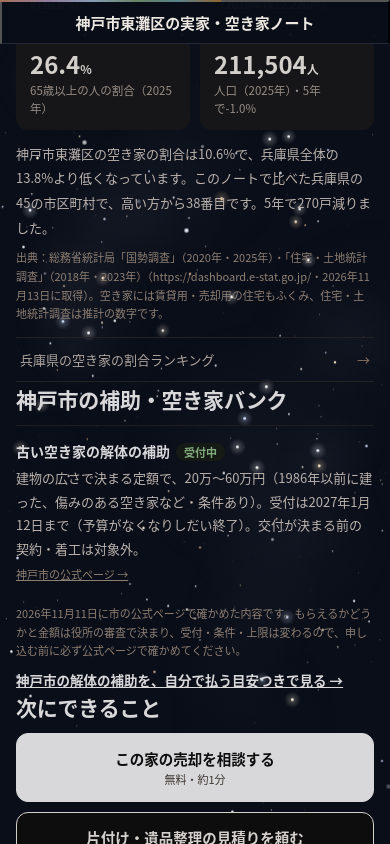 神戸市東灘区の実家・空き家ノート
26.4%
211,504人
65歳以上の人の割合（2025
年）
人口（2025年）・5年
で-1.0%
神戸市東灘区の空き家の割合は10.6%で、兵庫県全体の
13.8%より低くなっています。このノートで比べた兵庫県の
45の市区町村で、高い方から38番目です。5年で270戸減りま
した。
出典：総務省統計局「国勢調査」（2020年・2025年）・「住宅・土地統計
調査」（2018年・2023年）（https://dashboard.e-stat.go.jp/・2026年11
月13日に取得）。空き家には賃貸用・売却用の住宅もふくみ、住宅・土
地統計調査は推計の数字です。
兵庫県の空き家の割合ランキング →
神戸市の補助・空き家バンク
古い空き家の解体の補助 受付中
建物の広さで決まる定額で、20万〜60万円（1986年以前に建
った、傷みのある空き家など・条件あり）。受付は2027年1月
12日まで（予算がなくなりしだい終了）。交付が決まる前の
契約・着工は対象外。
神戸市の公式ページ →
2026年11月11日に市の公式ページで確かめた内容です。もらえるかどう
かと金額は役所の審査で決まり、受付・条件・上限は変わるので、申し
込む前に必ず公式ページで確かめてください。
神戸市の解体の補助を、自分で払う目安つきで見る →
次にできること
この家の売却を相談する
無料・約1分
片付け・遺品整理の見積りを頼む